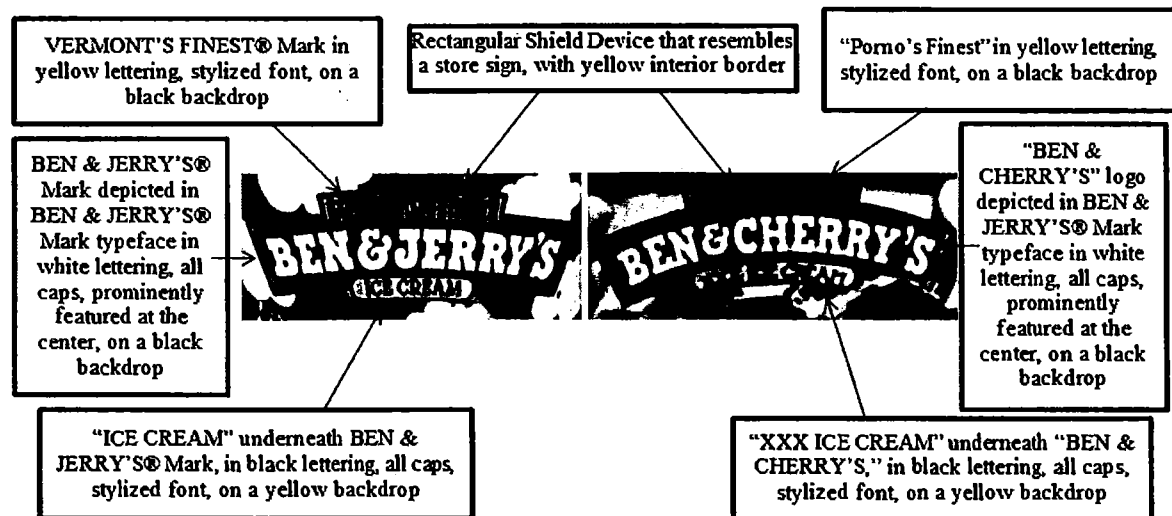 VERMONT'S FINEST® Mark in
yellow lettering, stylized font, on a
black backdrop
Rectangular Shield Device that resembles
a store sign, with yellow interior border
"Porno's Finest" in yellow lettering,
stylized font, on a black backdrop
BEN & JERRY'S®
Mark depicted in
BEN & JERRY'S®
Mark typeface in
white lettering, all
caps, prominently
featured at the
center, on a black
backdrop
BEN & JERRY'S
ICE CREAM
BEN & CHERRY'S
"BEN &
CHERRY'S" logo
depicted in BEN &
JERRY'S® Mark
typeface in white
lettering, all caps,
prominently
featured at the
center, on a black
backdrop
"ICE CREAM" underneath BEN &
JERRY'S® Mark, in black lettering, all caps,
stylized font, on a yellow backdrop
"XXX ICE CREAM" underneath "BEN &
CHERRY'S," in black lettering, all caps,
stylized font, on a yellow backdrop